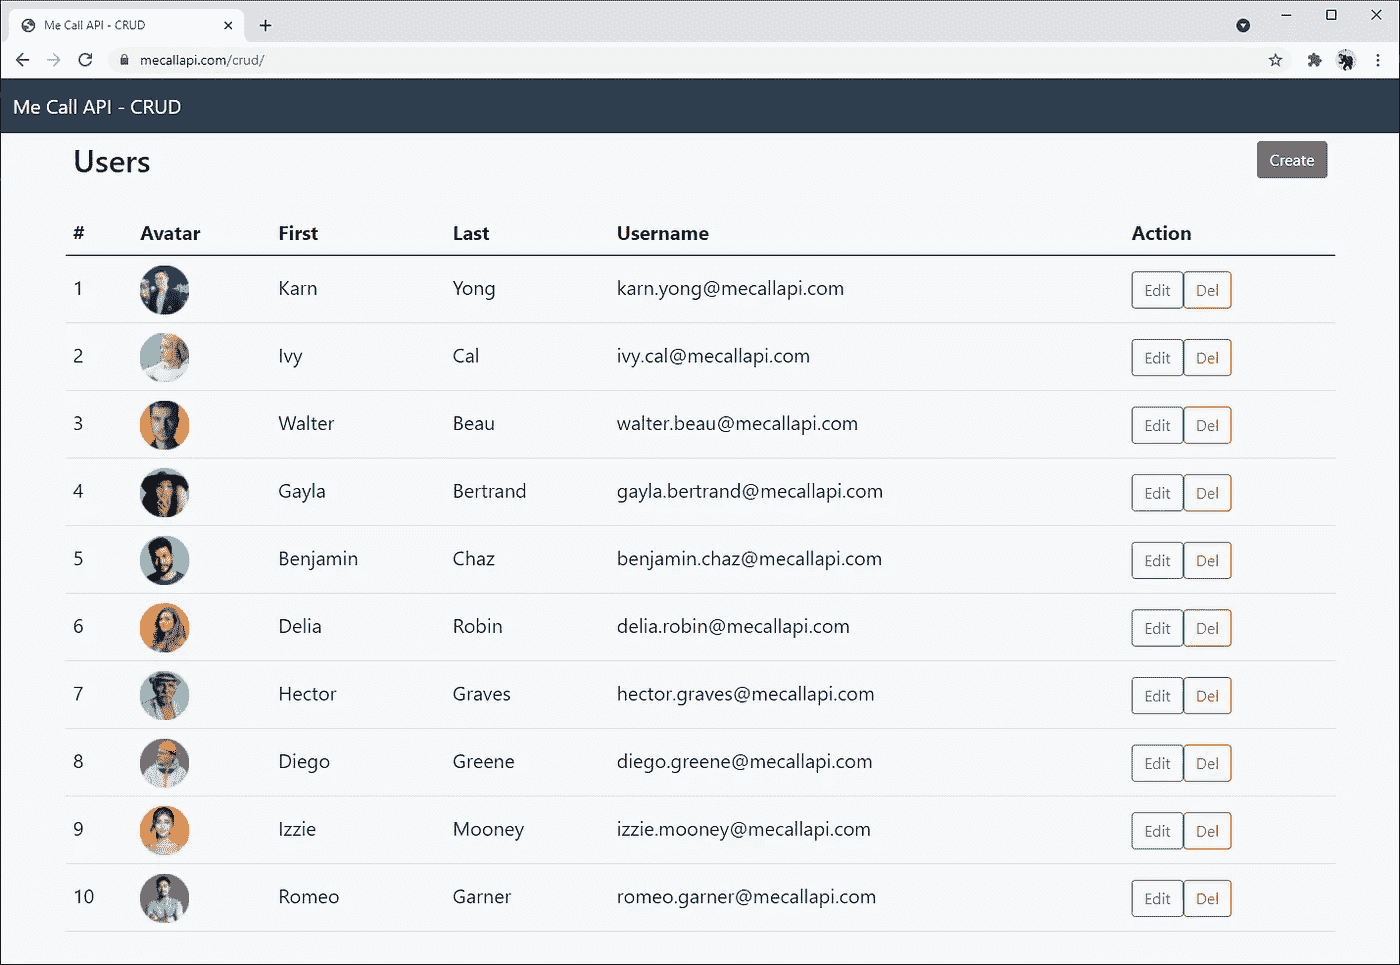 Me Call API - CRUD
mecallapi.com/crud/
Me Call API - CRUD
Users Create
# Avatar First Last Username Action
1 Karn Yong karn.yong@mecallapi.com Edit Del
2 Ivy Cal ivy.cal@mecallapi.com Edit Del
3 Walter Beau walter.beau@mecallapi.com Edit Del
4 Gayla Bertrand gayla.bertrand@mecallapi.com Edit Del
5 Benjamin Chaz benjamin.chaz@mecallapi.com Edit Del
6 Delia Robin delia.robin@mecallapi.com Edit Del
7 Hector Graves hector.graves@mecallapi.com Edit Del
8 Diego Greene diego.greene@mecallapi.com Edit Del
9 Izzie Mooney izzie.mooney@mecallapi.com Edit Del
10 Romeo Garner romeo.garner@mecallapi.com Edit Del